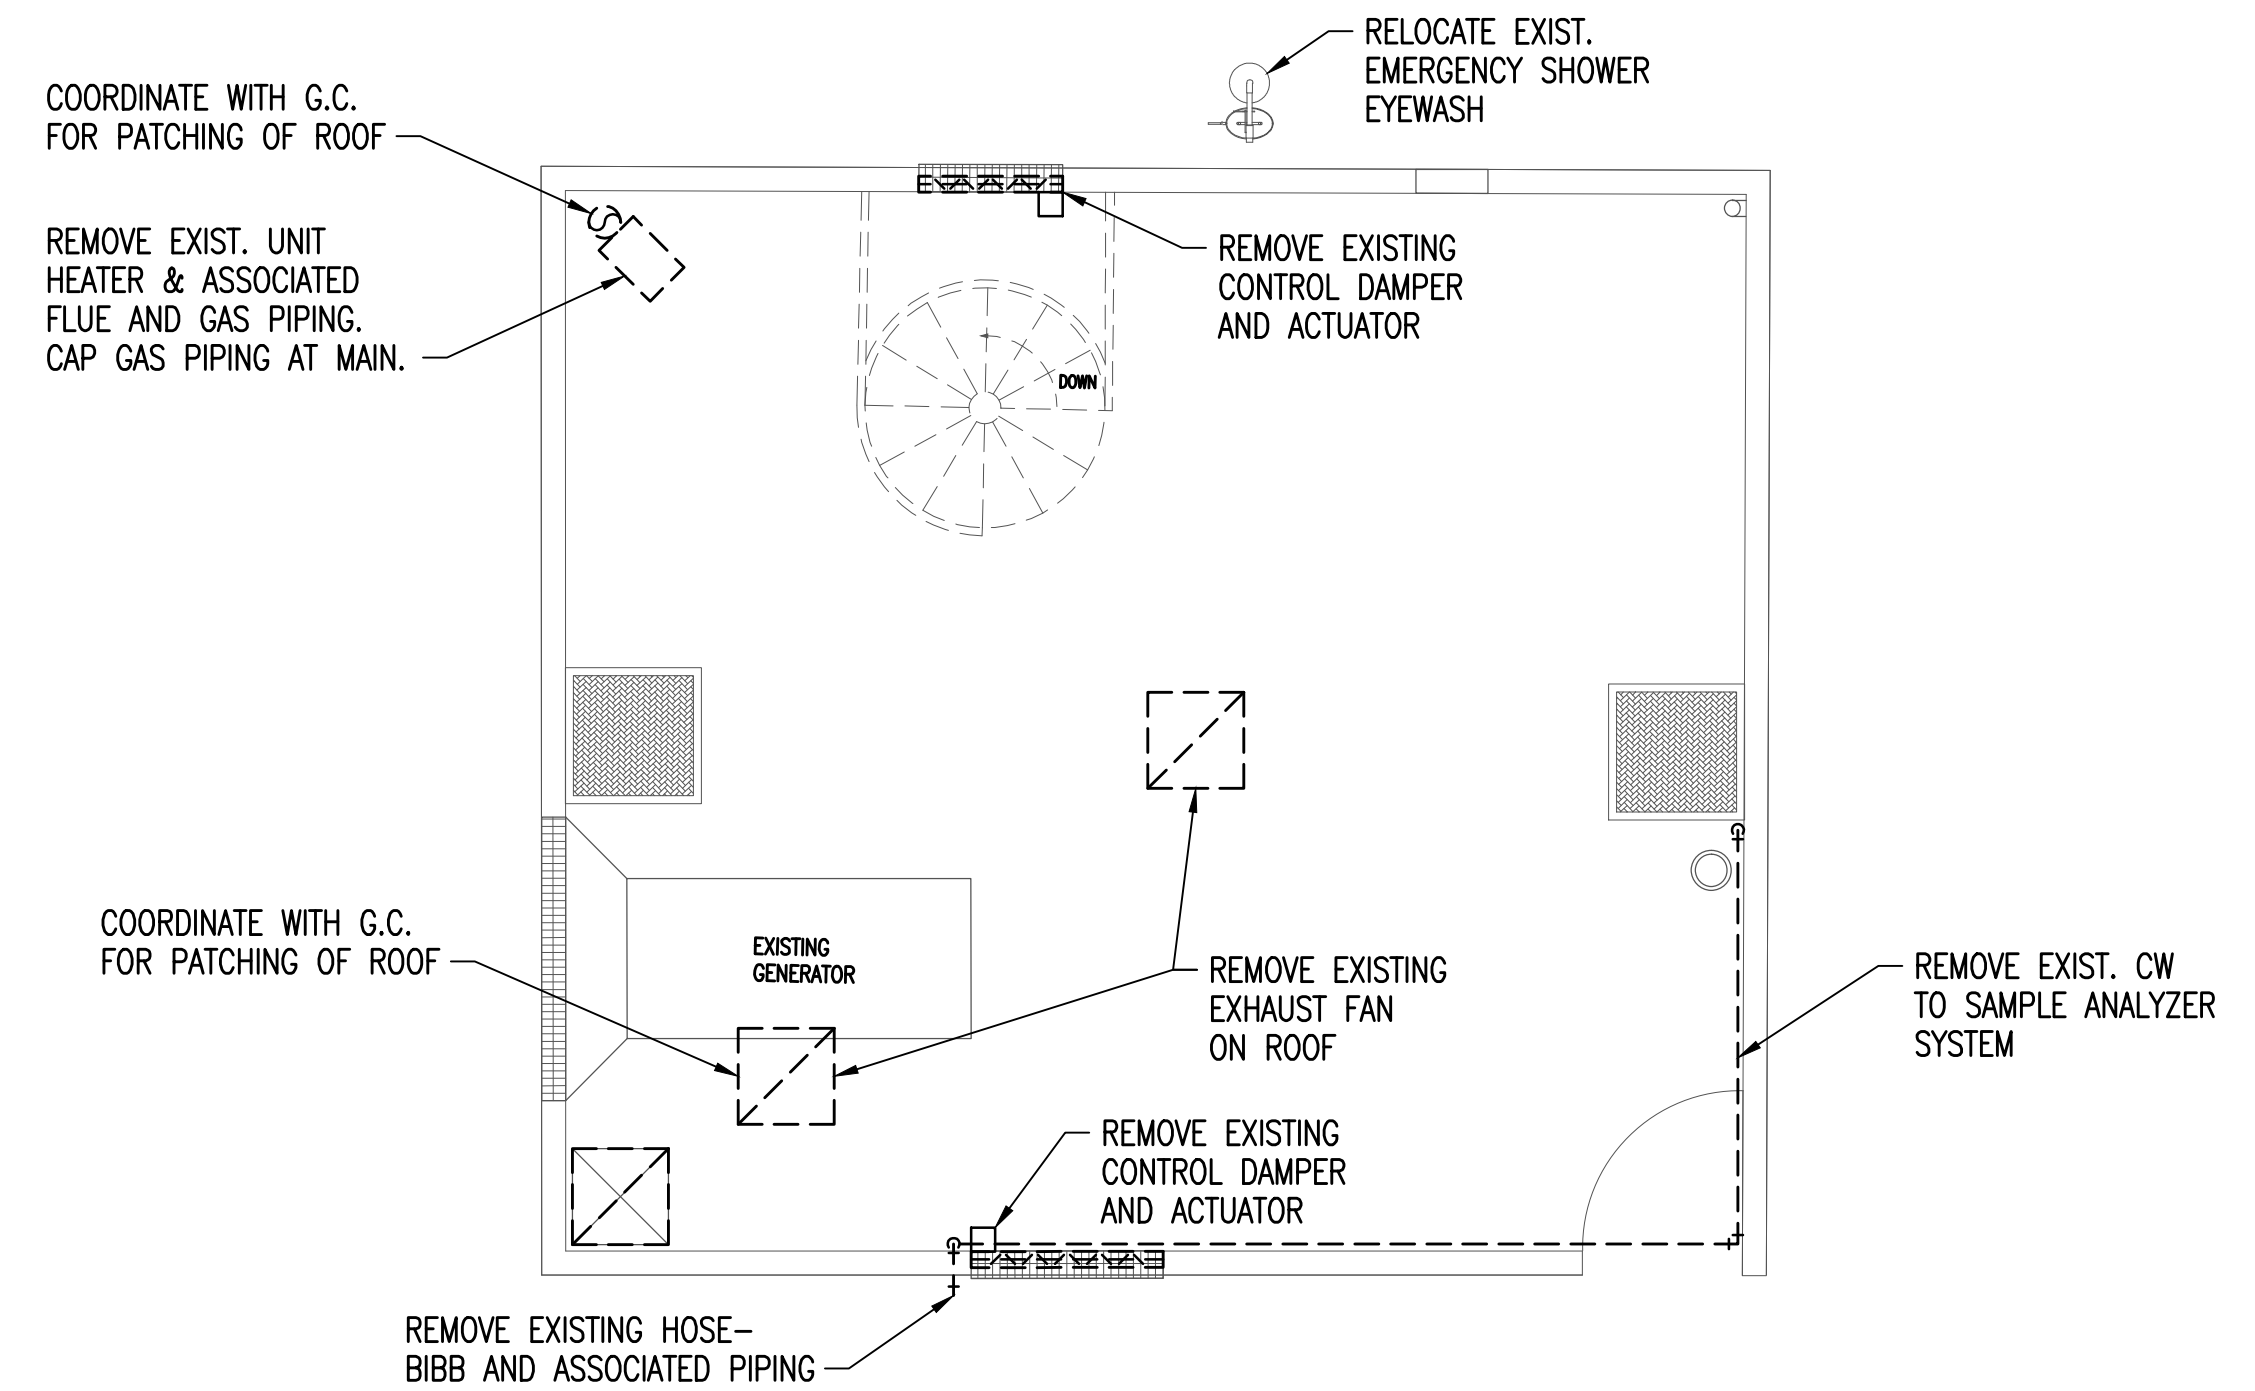 RELOCATE EXIST.
EMERGENCY SHOWER
EYEWASH
COORDINATE WITH G.C.
FOR PATCHING OF ROOF
REMOVE EXIST. UNIT
HEATER & ASSOCIATED
FLUE AND GAS PIPING.
CAP GAS PIPING AT MAIN.
REMOVE EXISTING
CONTROL DAMPER
AND ACTUATOR
DOWN
COORDINATE WITH G.C.
FOR PATCHING OF ROOF
EXISTING
GENERATOR
REMOVE EXISTING
EXHAUST FAN
ON ROOF
REMOVE EXIST. CW
TO SAMPLE ANALYZER
SYSTEM
REMOVE EXISTING
CONTROL DAMPER
AND ACTUATOR
REMOVE EXISTING HOSE-
BIBB AND ASSOCIATED PIPING